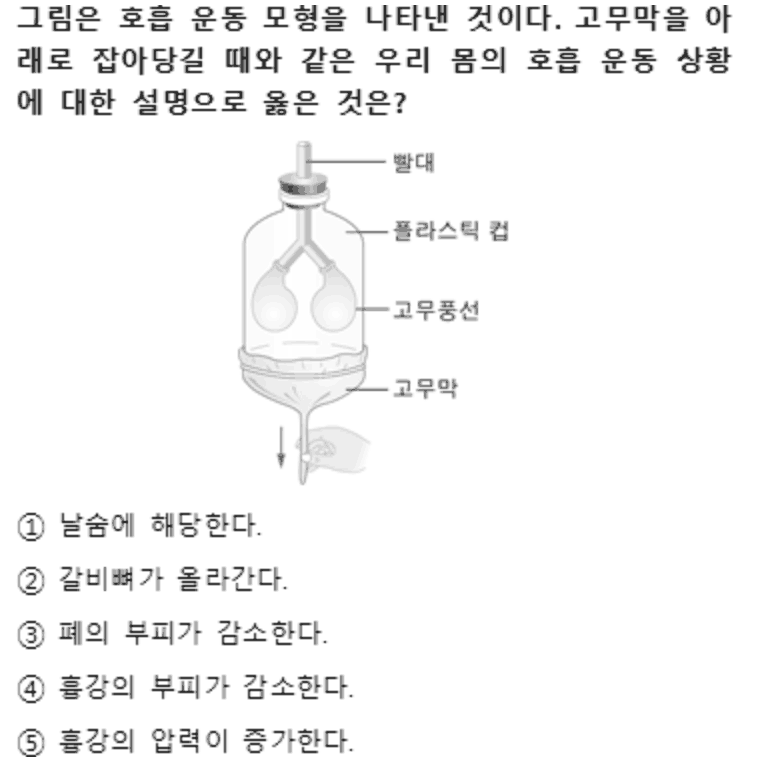 그림은 호흡 운동 모형을 나타낸 것이다. 고무막을 아
래로 잡아당길 때와 같은 우리 몸의 호흡 운동 상황
에 대한 설명으로 옳은 것은?
빨대
플라스틱 컵
고무풍선
고무막
① 날숨에 해당한다.
② 갈비뼈가 올라간다.
③ 폐의 부피가 감소한다.
④ 흉강의 부피가 감소한다.
⑤ 흉강의 압력이 증가한다.